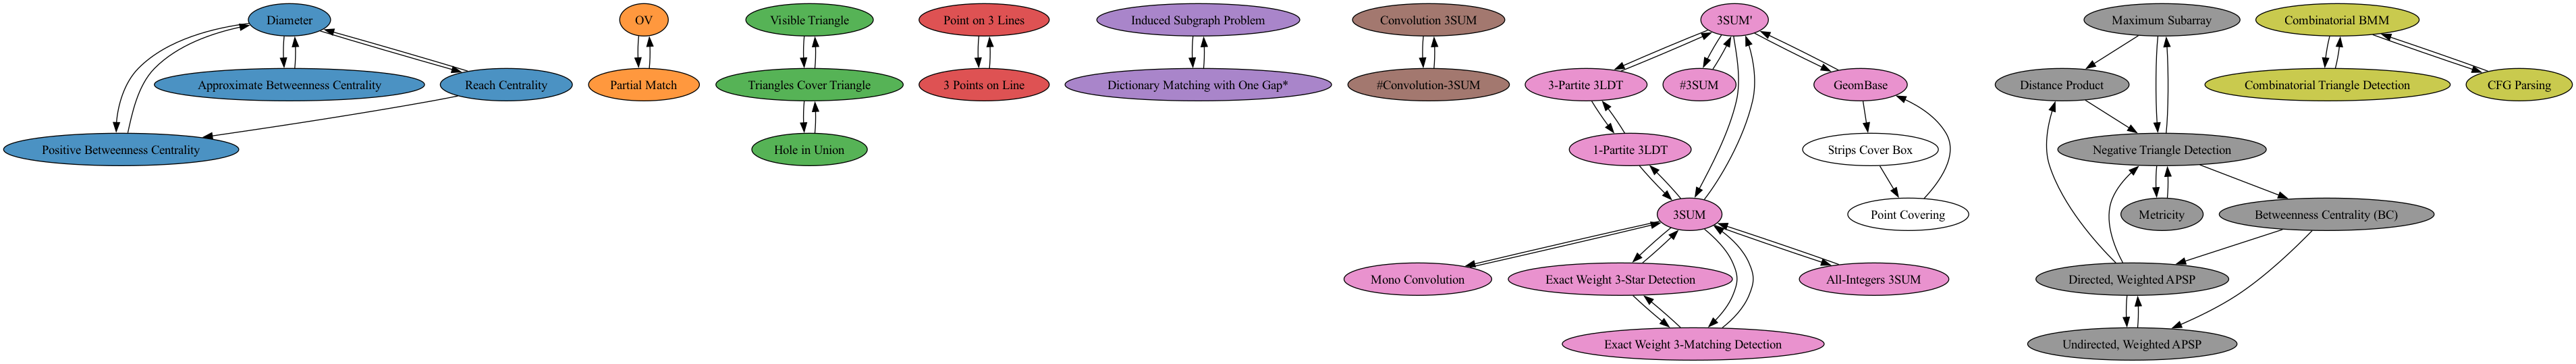 Diameter
OV
Visible Triangle
Point on 3 Lines
Induced Subgraph Problem
Convolution 3SUM
3SUM'
Maximum Subarray
Combinatorial BMM
Approximate Betweenness Centrality
Reach Centrality
Partial Match
Triangles Cover Triangle
3 Points on Line
Dictionary Matching with One Gap*
#Convolution-3SUM
3-Partite 3LDT
#3SUM
GeomBase
Distance Product
Combinatorial Triangle Detection
CFG Parsing
Positive Betweenness Centrality
Hole in Union
1-Partite 3LDT
Strips Cover Box
Negative Triangle Detection
3SUM
Point Covering
Metricity
Betweenness Centrality (BC)
Mono Convolution
Exact Weight 3-Star Detection
All-Integers 3SUM
Directed, Weighted APSP
Exact Weight 3-Matching Detection
Undirected, Weighted APSP